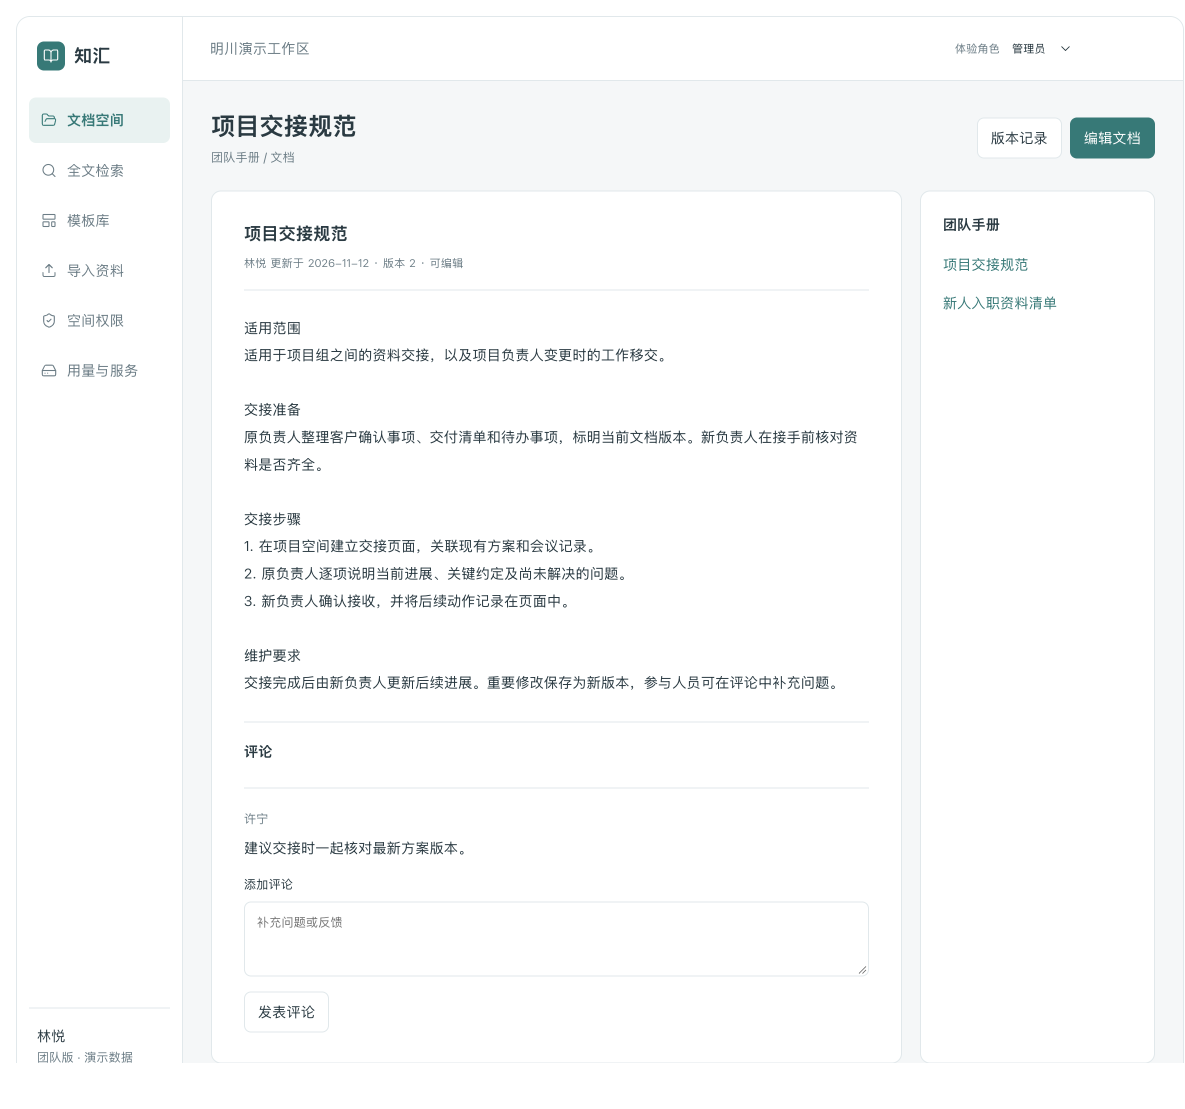 知汇
文档空间
全文检索
模板库
导入资料
空间权限
用量与服务
林悦
团队版 · 演示数据
明川演示工作区
体验角色 管理员
项目交接规范
团队手册 / 文档
版本记录
编辑文档
项目交接规范
林悦 更新于 2026-11-12 · 版本 2 · 可编辑
适用范围
适用于项目组之间的资料交接，以及项目负责人变更时的工作移交。
交接准备
原负责人整理客户确认事项、交付清单和待办事项，标明当前文档版本。新负责人在接手前核对资
料是否齐全。
交接步骤
1. 在项目空间建立交接页面，关联现有方案和会议记录。
2. 原负责人逐项说明当前进展、关键约定及尚未解决的问题。
3. 新负责人确认接收，并将后续动作记录在页面中。
维护要求
交接完成后由新负责人更新后续进展。重要修改保存为新版本，参与人员可在评论中补充问题。
评论
许宁
建议交接时一起核对最新方案版本。
添加评论
补充问题或反馈
发表评论
团队手册
项目交接规范
新人入职资料清单